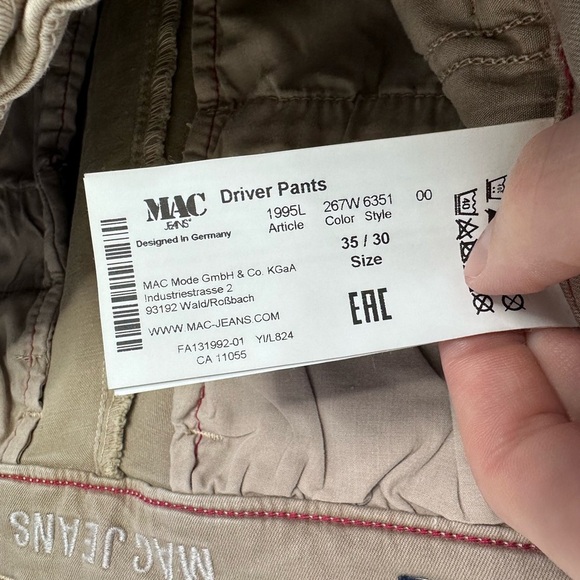 MAC Driver Pants
JEANS
Designed in Germany
1995L 267W 6351 00
Article Color Style
35 / 30
Size
MAC Mode GmbH & Co. KGaA
Industriestrasse 2
93192 Wald/Roßbach
WWW.MAC-JEANS.COM
EAC
FA131992-01 YI/L824
CA 11055
MAC JEANS
MAC JEANS